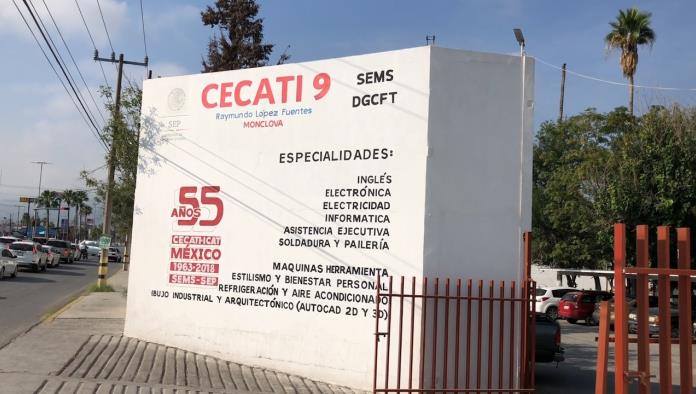 CECATI 9
SEMS
DGCFT
SEP
Raymundo López Fuentes
MONCLOVA
ESPECIALIDADES:
INGLÉS
ELECTRÓNICA
ELECTRICIDAD
INFORMATICA
ASISTENCIA EJECUTIVA
SOLDADURA Y PAILERÍA
MAQUINAS HERRAMIENTA
ESTILISMO Y BIENESTAR PERSONAL
REFRIGERACIÓN Y AIRE ACONDICIONADO
IBUJO INDUSTRIAL Y ARQUITECTÓNICO (AUTOCAD 2D Y 3D)
55
AÑOS
CECATI-ICAT
MÉXICO
1963-2018
SEMS-SEP